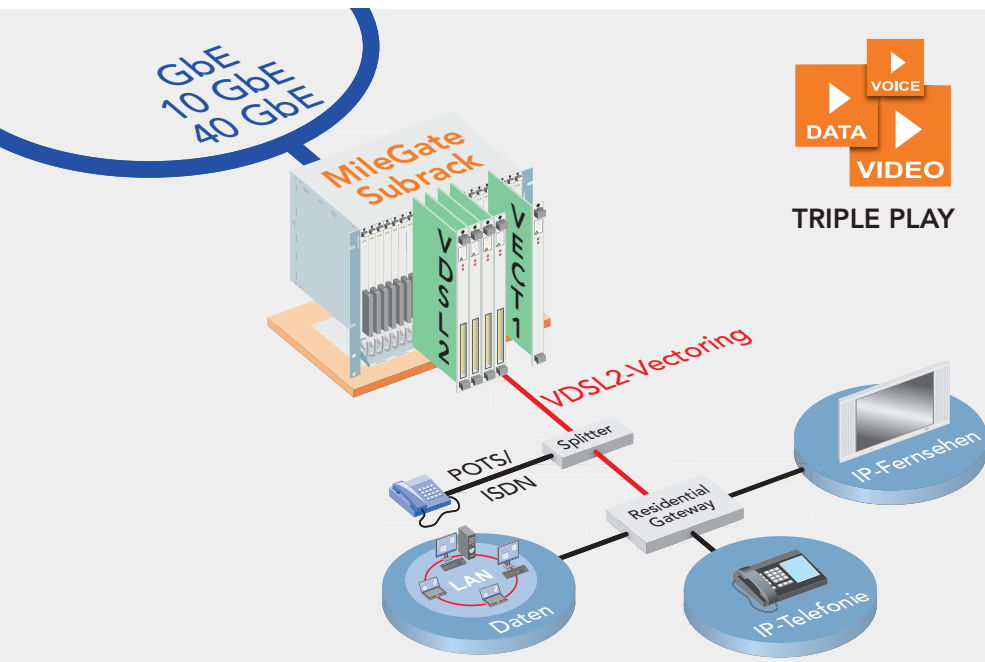 GbE
10 GbE
40 GbE
MileGate
Subrack
VDSL2
VECT1
VOICE
DATA
VIDEO
TRIPLE PLAY
VDSL2-Vectoring
Splitter
POTS/
ISDN
Residential
Gateway
IP-Fernsehen
LAN
Daten
IP-Telefonie